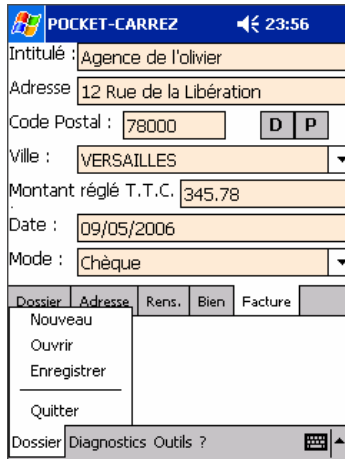 POCKET-CARREZ 23:56
Intitulé : Agence de l'olivier
Adresse 12 Rue de la Libération
Code Postal : 78000 D P
Ville : VERSAILLES
Montant réglé T.T.C. 345.78
:
Date : 09/05/2006
Mode : Chèque
Dossier Adresse Rens. Bien Facture
Nouveau
Ouvrir
Enregistrer
Quitter
Dossier Diagnostics Outils ?